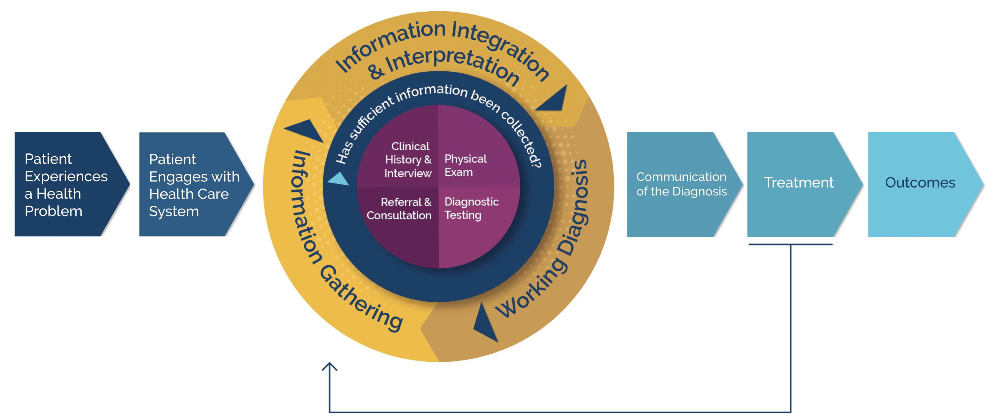 Patient
Experiences
a Health
Problem
Patient
Engages with
Health Care
System
Information Integration
& Interpretation
Information Gathering
Working Diagnosis
Has sufficient information been collected?
Clinical
History &
Interview
Physical
Exam
Referral &
Consultation
Diagnostic
Testing
Communication
of the Diagnosis
Treatment
Outcomes